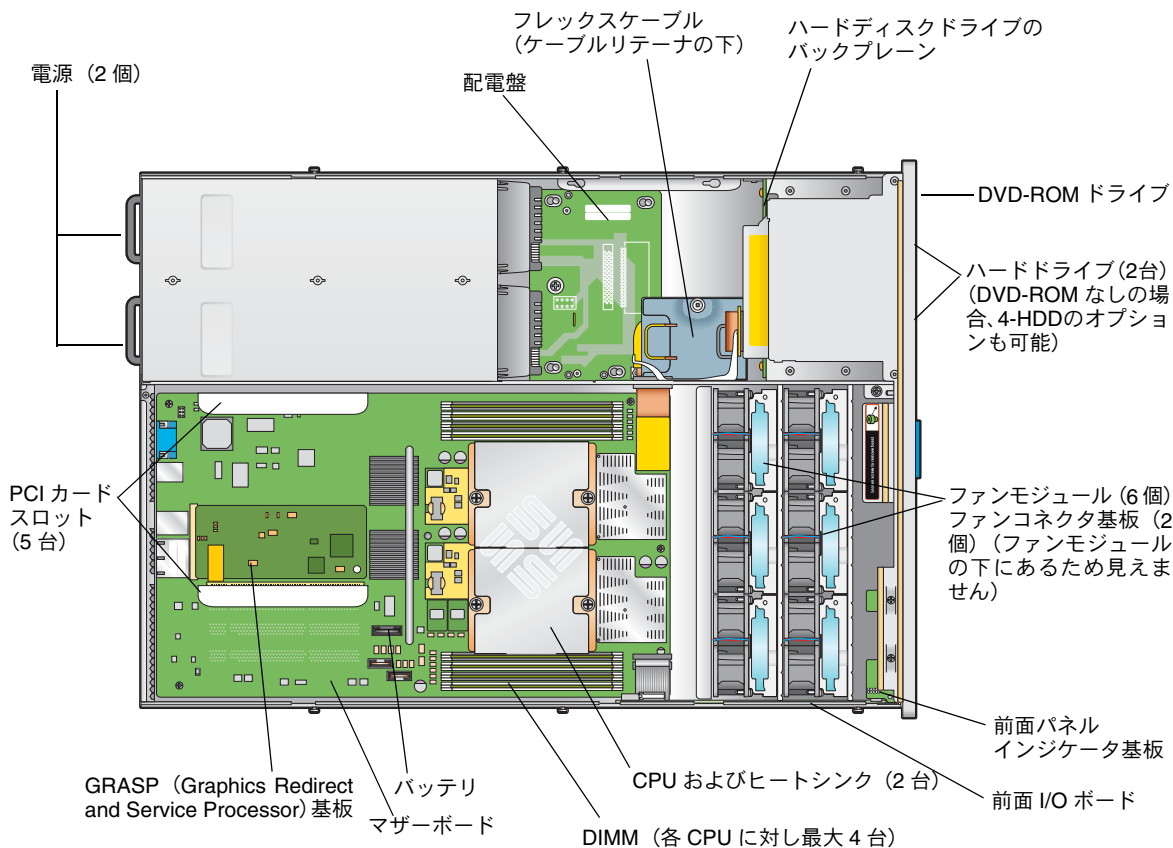 フレックスケーブル
（ケーブルリテーナの下）
ハードディスクドライブの
バックプレーン
電源（2 個）
配電盤
DVD-ROM ドライブ
ハードドライブ（2台）
（DVD-ROM なしの場
合、4-HDDのオプショ
ンも可能）
PCI カード
スロット
（5 台）
ファンモジュール（6 個）
ファンコネクタ基板（2
個）（ファンモジュール
の下にあるため見えま
せん）
前面パネル
インジケータ基板
GRASP（Graphics Redirect
and Service Processor）基板
バッテリ
マザーボード
CPU およびヒートシンク（2 台）
DIMM（各 CPU に対し最大 4 台）
前面 I/O ボード